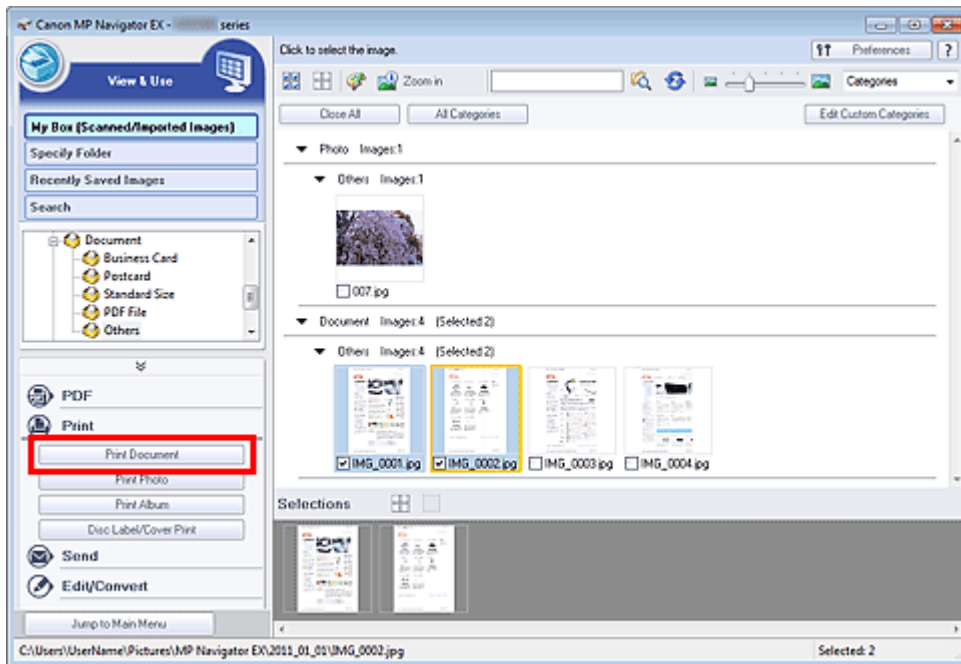 Canon MP Navigator EX - series
View & Use
My Box (Scanned/Imported Images)
Specify Folder
Recently Saved Images
Search
Document
Business Card
Postcard
Standard Size
PDF File
Others
PDF
Print
Print Document
Print Photo
Print Album
Disc Label/Cover Print
Send
Edit/Convert
Jump to Main Menu
Click to select the image.
Preferences ?
Zoom in
Categories
Close All All Categories Edit Custom Categories
Photo Images:1
Others Images:1
007.jpg
Document Images:4 (Selected:2)
Others Images:4 (Selected:2)
IMG_0001.jpg IMG_0002.jpg IMG_0003.jpg IMG_0004.jpg
Selections
C:\Users\UserName\Pictures\MP Navigator EX\2011_01_01\IMG_0002.jpg Selected: 2